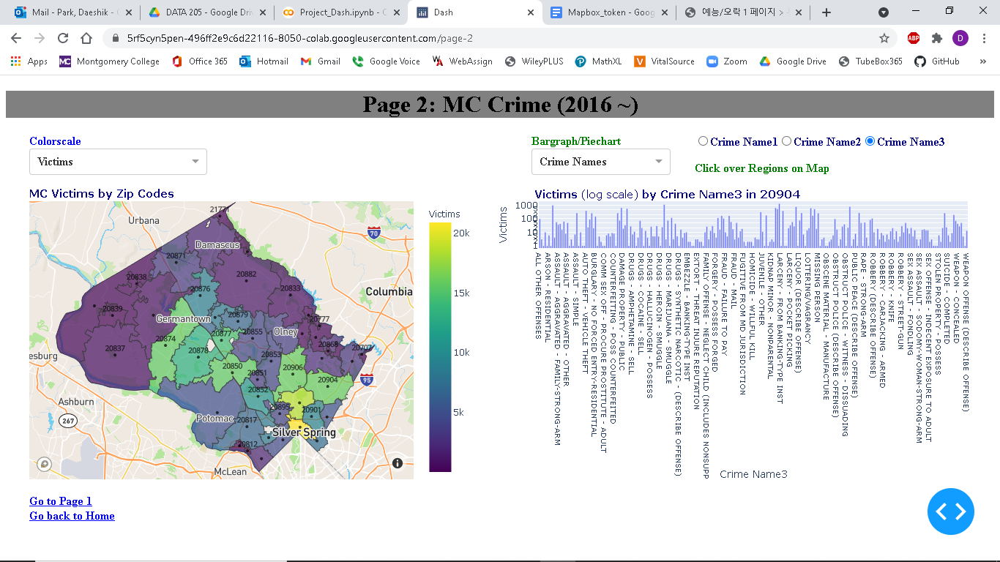 Mail - Park, Daeshik - O
DATA 205 - Google Dri
Project_Dash.ipynb - C
Dash
Mapbox_token - Goog
예능/오락 1 페이지 >
5rf5cyn5pen-496ff2e9c6d22116-8050-colab.googleusercontent.com/page-2
ABP
D
Apps
MC
Montgomery College
Office 365
Hotmail
Gmail
Google Voice
WebAssign
WileyPLUS
MathXL
VitalSource
Zoom
Google Drive
TubeBox365
GitHub
»
Page 2: MC Crime (2016 ~)
Colorscale
Victims
Bargraph/Piechart
Crime Names
Crime Name1
Crime Name2
Crime Name3
Click over Regions on Map
MC Victims by Zip Codes
Urbana
21771
70
Damascus
20871
20882
20838
20876
20833
Columbia
20839
Germantown
20879
20777
20877
20855
Olney
20874
20868
20837
20878
20853
20707
esburg
20850
20906
20851
20904
95
20852
Ashburn
20895
20901
267
Potomac
20817
Silver Spring
20812
McLean
Victims
20k
15k
10k
5k
Victims (log scale) by Crime Name3 in 20904
Victims
1000
100
10
1
ALL OTHER OFFENSES
ARSON - RESIDENTIAL
ASSAULT - AGGRAVATED - FAMILY-STRONG-ARM
ASSAULT - AGGRAVATED - OTHER
ASSAULT - SIMPLE
AUTO THEFT - VEHICLE THEFT
BURGLARY - NO FORCED ENTRY-RESIDENTIAL
COMM SEX OFF - PROCURE PROSTITUTE - ADULT
COUNTERFEITING - POSS COUNTERFEITED
DAMAGE PROPERTY - PUBLIC
DRUGS - AMPHETAMINE - SELL
DRUGS - COCAINE - SELL
DRUGS - HALLUCINOGEN - POSSESS
DRUGS - HEROIN - SMUGGLE
DRUGS - MARIJUANA - SMUGGLE
DRUGS - SYNTHETIC NARCOTIC - (DESCRIBE OFFENSE)
EMBEZZLE - BANKING-TYPE INST
EXTORT - THREAT INJURE REPUTATION
FAMILY OFFENSE - NEGLECT CHILD (INCLUDES NONSUPP
FORGERY - POSSESS FORGED
FRAUD - FAILURE TO PAY
FRAUD - MAIL
FUGITIVE FROM MD JURISDICTION
HOMICIDE - WILLFUL KILL
JUVENILE - OTHER
KIDNAP MINOR - NONPARENTAL
LARCENY - FROM BANKING-TYPE INST
LARCENY - POCKET PICKING
LIQUOR (DESCRIBE OFFENSE)
LOITERING/VAGRANCY
MISSING PERSON
OBSCENE MATERIAL - MANUFACTURE
OBSTRUCT POLICE (DESCRIBE OFFENSE)
OBSTRUCT POLICE - WITNESS - DISSUADING
PUBLIC PEACE (DESCRIBE OFFENSE)
RAPE - STRONG-ARM
ROBBERY (DESCRIBE OFFENSE)
ROBBERY - CARJACKING - ARMED
ROBBERY - KNIFE
ROBBERY - STREET-GUN
SEX ASSAULT - FONDLING
SEX ASSAULT - SODOMY-WOMAN-STRONG-ARM
SEX OFFENSE - INDECENT EXPOSURE TO ADULT
STOLEN PROPERTY - POSSESS
SUICIDE - COMPLETED
WEAPON - CONCEALED
WEAPON OFFENSE (DESCRIBE OFFENSE)
Crime Name3
Go to Page 1
Go back to Home